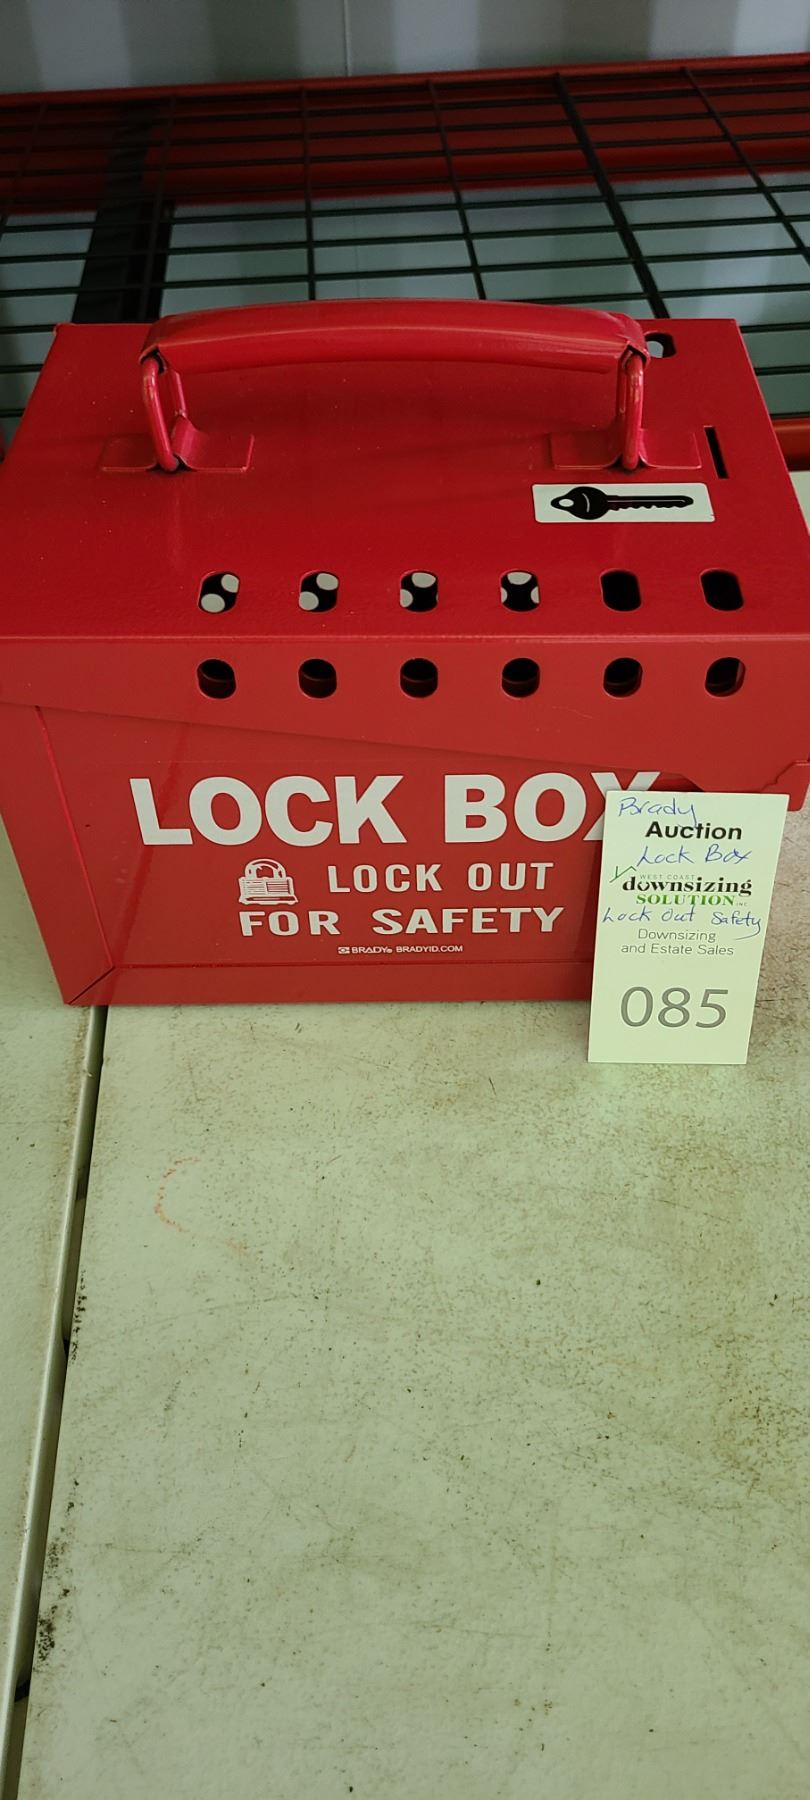 LOCK BOX
LOCK OUT
FOR SAFETY
BRADY® BRADYID.COM
Brady
Auction
Lock Box
WEST COAST
downsizing
SOLUTION INC
Lock Out Safety
Downsizing
and Estate Sales
085